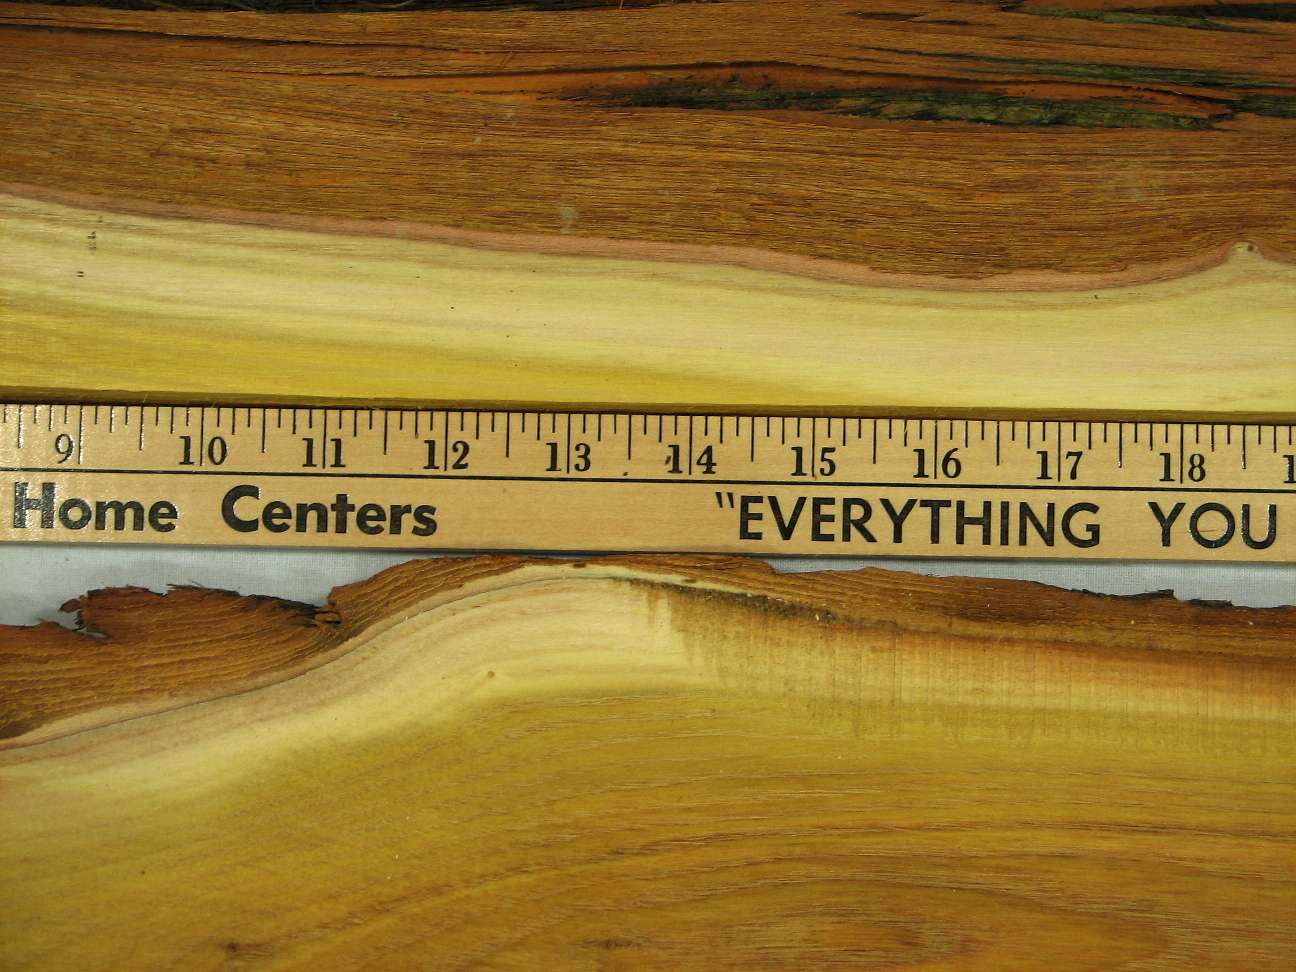 9 10 11 12 13 14 15 16 17 18
Home Centers "EVERYTHING YOU